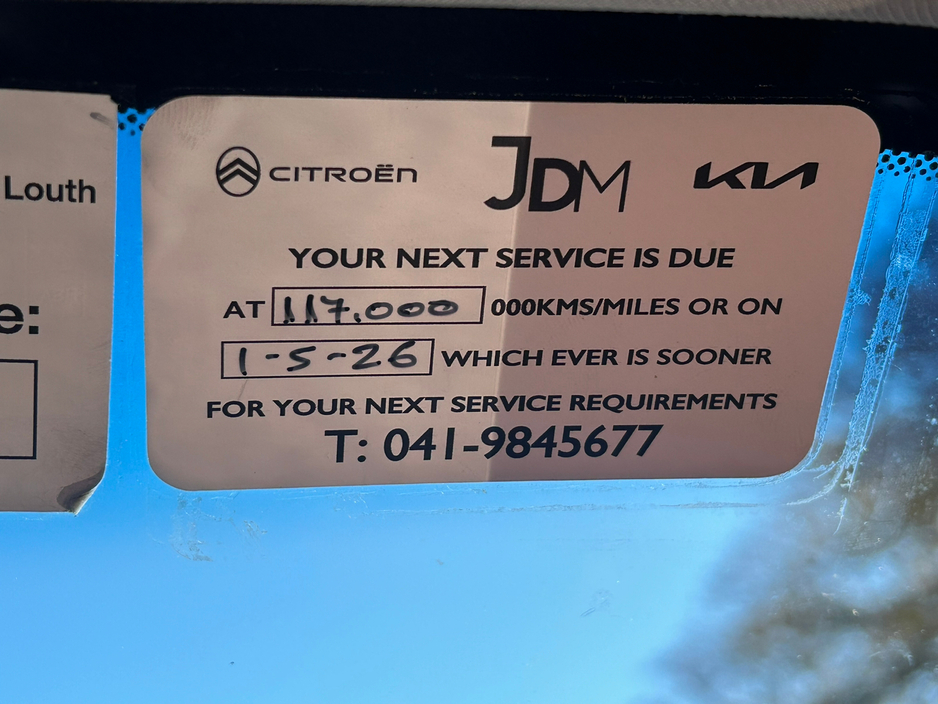 Louth
e:
CITROËN JDM KIA
YOUR NEXT SERVICE IS DUE
AT 117.000 000KMS/MILES OR ON
1-5-26 WHICH EVER IS SOONER
FOR YOUR NEXT SERVICE REQUIREMENTS
T: 041-9845677